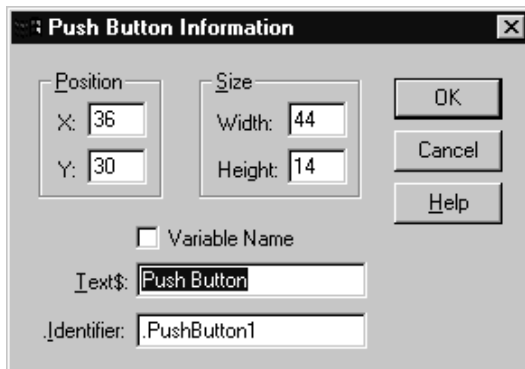 Push Button Information
Position
X: 36
Y: 30
Size
Width: 44
Height: 14
OK
Cancel
Help
Variable Name
Text$: Push Button
.Identifier: .PushButton1